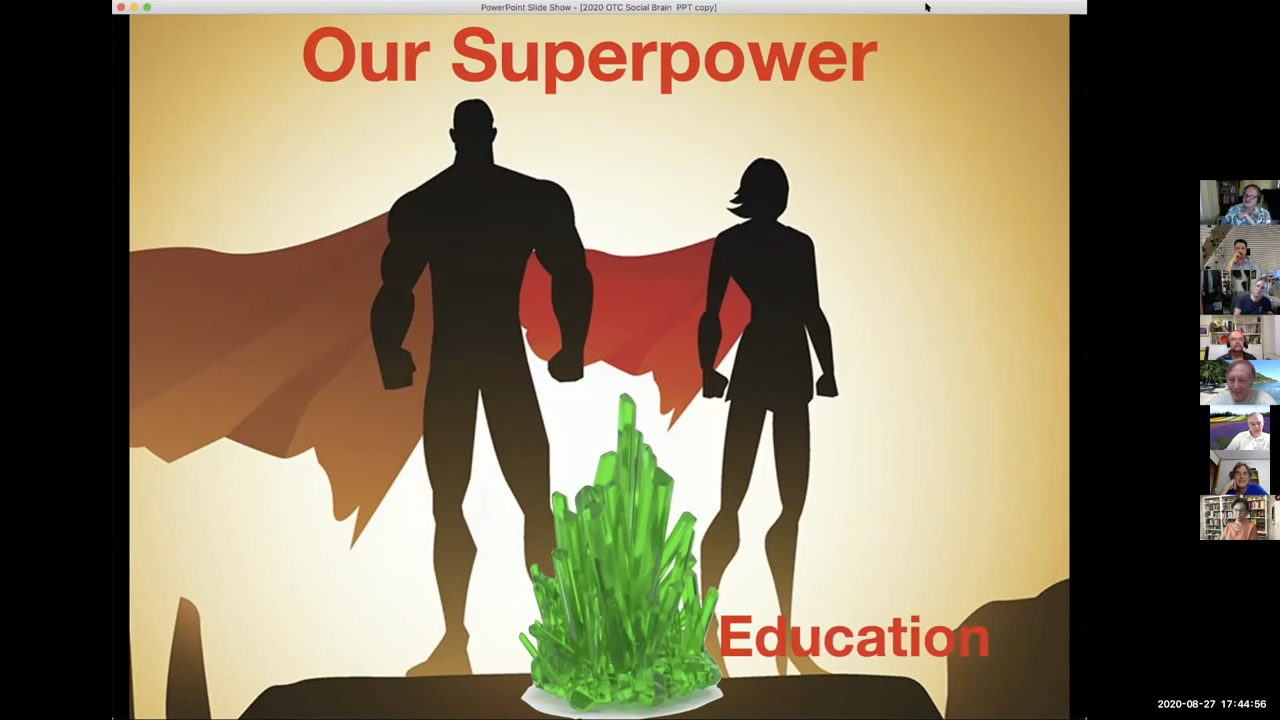 PowerPoint Slide Show - [2020 OTC Social Brain  PPT copy]
Our Superpower
Education
2020-08-27 17:44:56